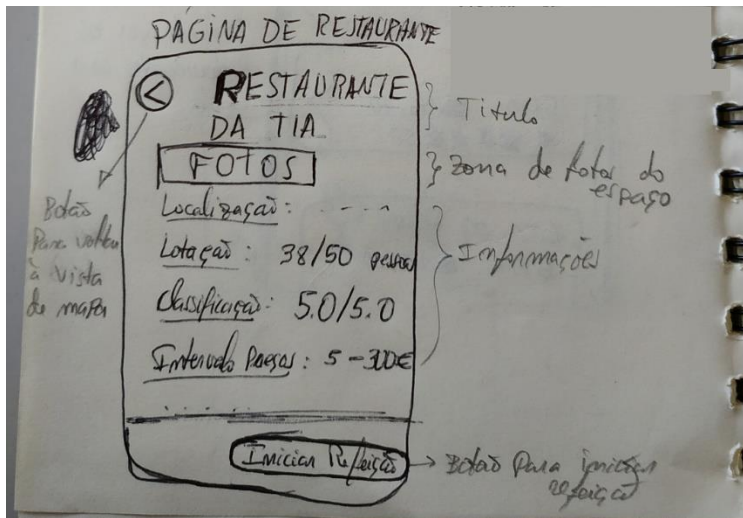 PÁGINA DE RESTAURANTE
<
RESTAURANTE
DA TIA
} Titulo
FOTOS
} Zona de fotos do
espaço
Localização: - - - -
Lotação: 38/50 pessoas
Classificação: 5.0/5.0
Intervalo Preços: 5-300€
} Informações
Botão
Para voltar
à vista
de mapa
Iniciar Refeição
→ Botão Para iniciar
refeição